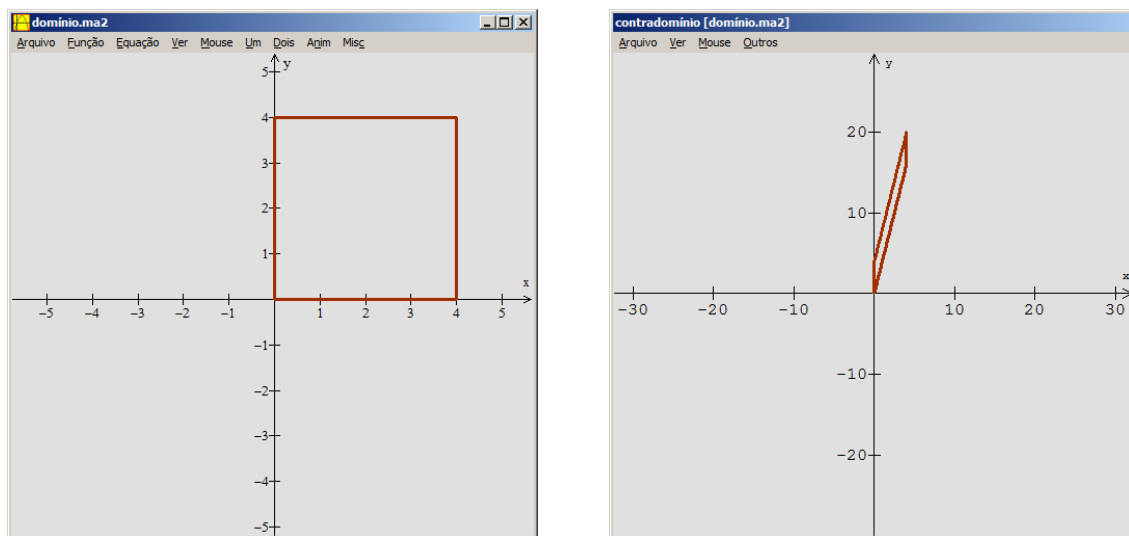 domínio.ma2
Arquivo Função Equação Ver Mouse Um Dois Anim Misc
y
5
4
3
2
1
x
−5 −4 −3 −2 −1 1 2 3 4 5
−1
−2
−3
−4
−5
contradomínio [domínio.ma2]
Arquivo Ver Mouse Outros
y
20
10
x
−30 −20 −10 10 20 30
−10
−20